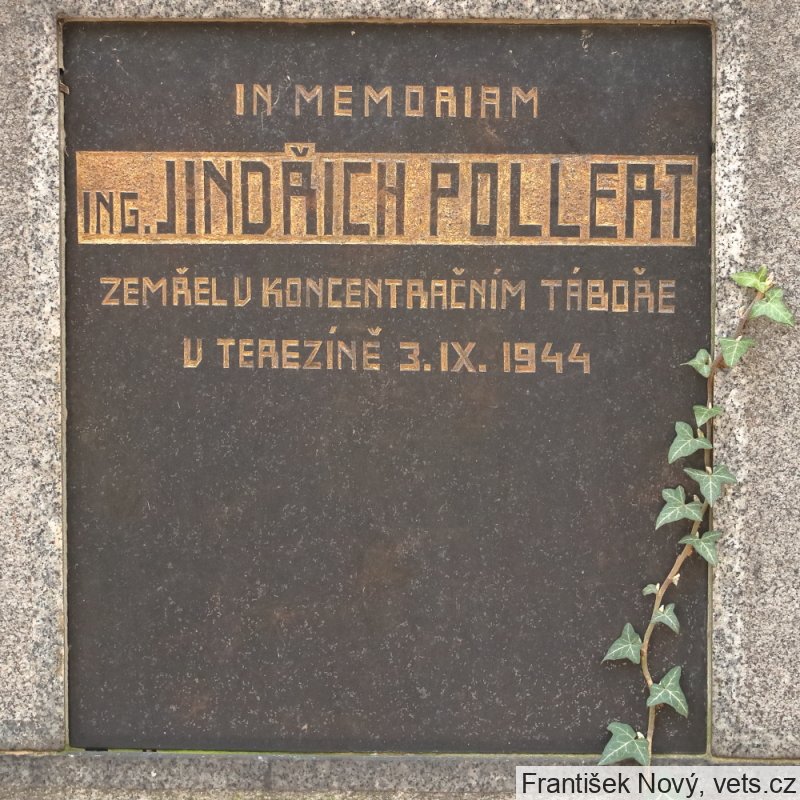 IN MEMORIAM
ING. JINDŘICH POLLERT
ZEMŘEL V KONCENTRAČNÍM TÁBOŘE
V TEREZÍNĚ 3. IX. 1944
František Nový, vets.cz